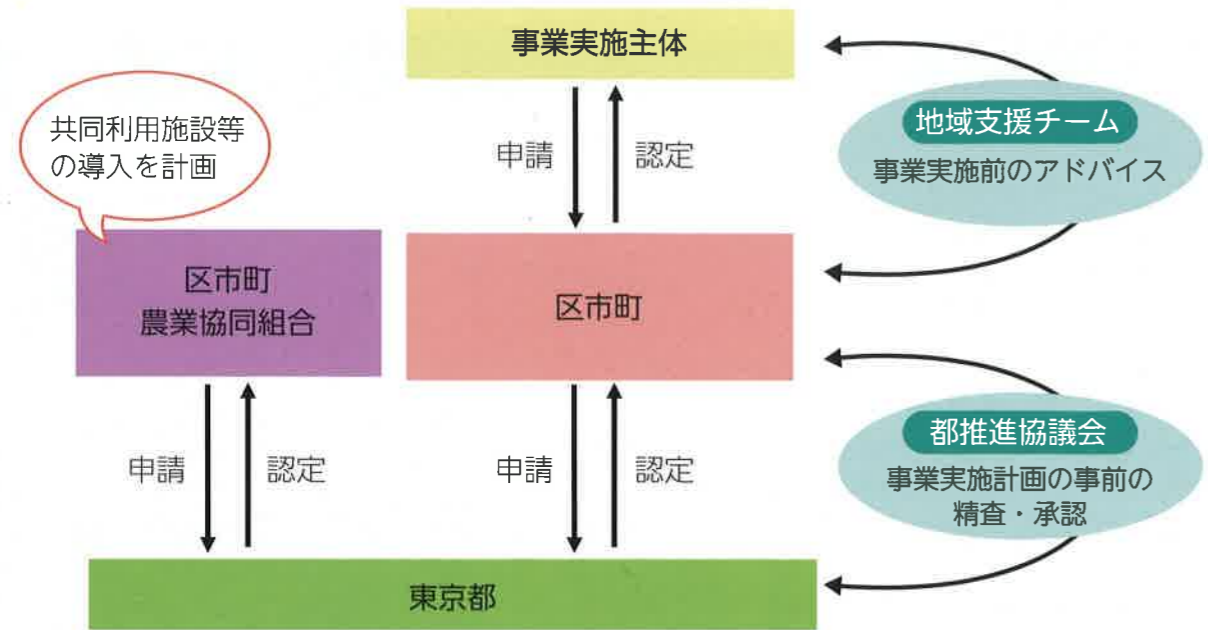 事業実施主体
共同利用施設等
の導入を計画
申請
認定
地域支援チーム
事業実施前のアドバイス
区市町
農業協同組合
区市町
申請
認定
申請
認定
都推進協議会
事業実施計画の事前の
精査・承認
東京都